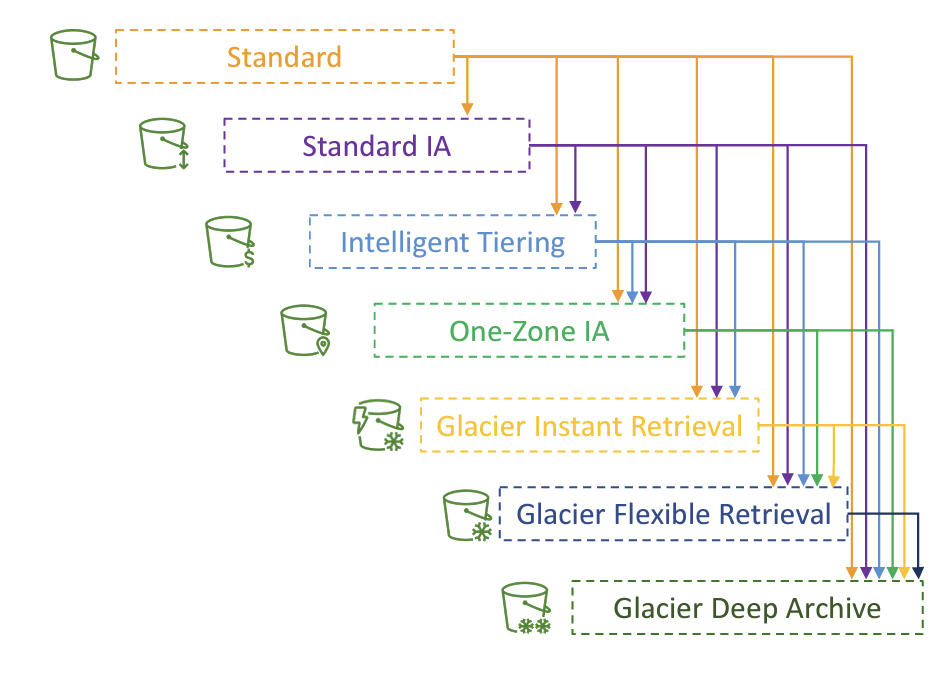 Standard
Standard IA
Intelligent Tiering
One-Zone IA
Glacier Instant Retrieval
Glacier Flexible Retrieval
Glacier Deep Archive